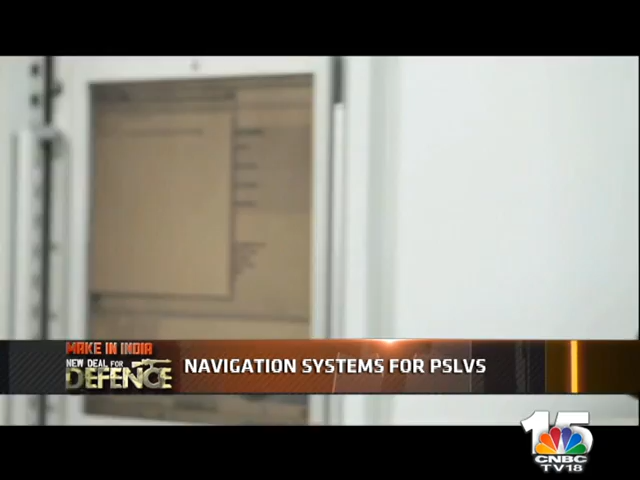 MAKE IN INDIA
NEW DEAL FOR
DEFENCE
NAVIGATION SYSTEMS FOR PSLVS
15
CNBC
TV18